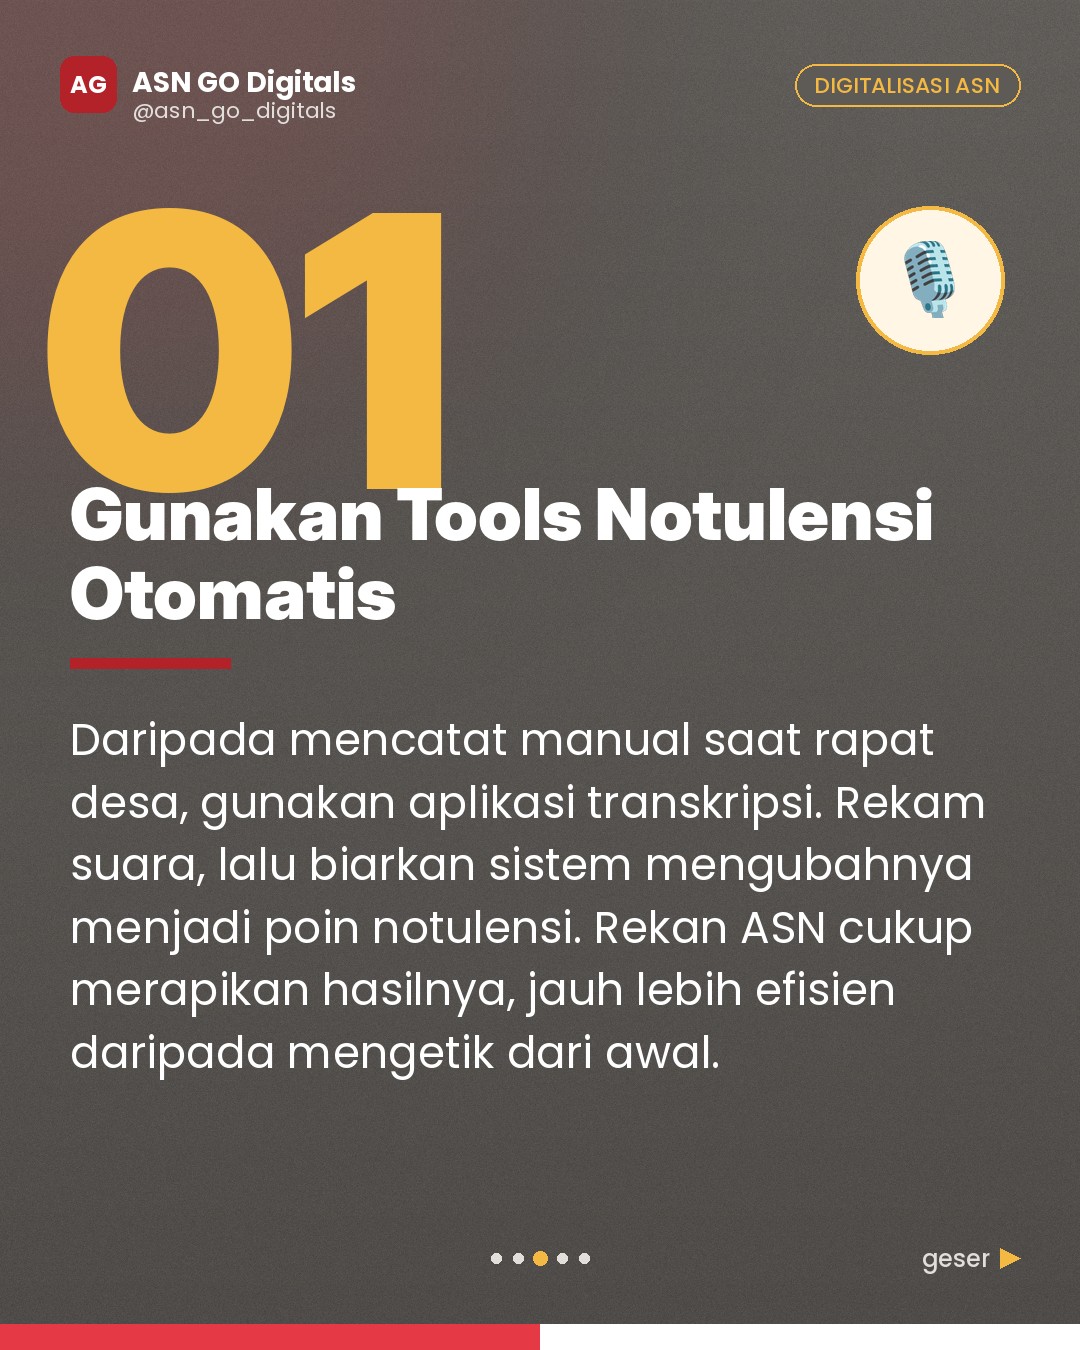 AG
ASN GO Digitals
@asn_go_digitals
DIGITALISASI ASN
01
Gunakan Tools Notulensi
Otomatis
Daripada mencatat manual saat rapat
desa, gunakan aplikasi transkripsi. Rekam
suara, lalu biarkan sistem mengubahnya
menjadi poin notulensi. Rekan ASN cukup
merapikan hasilnya, jauh lebih efisien
daripada mengetik dari awal.
geser